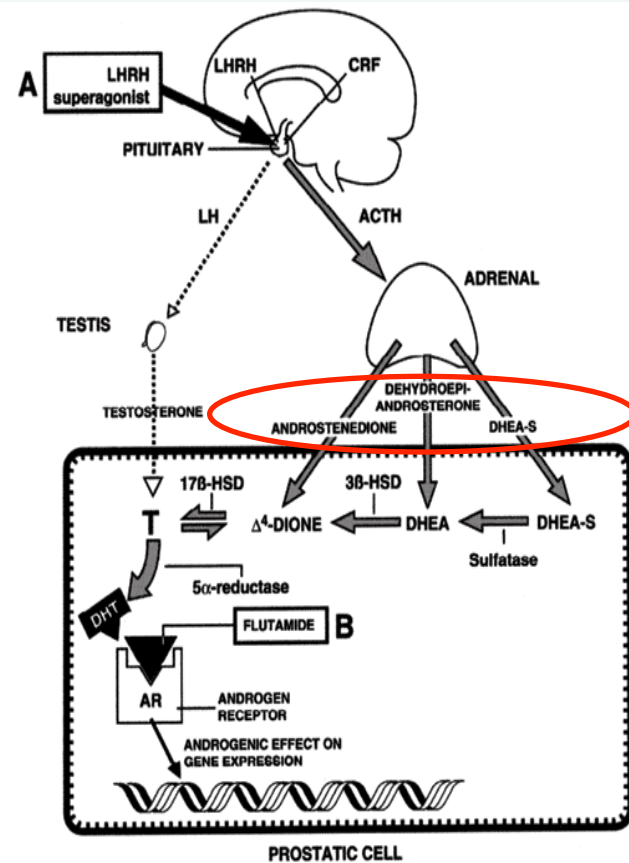 A
LHRH
superagonist
LHRH
CRF
PITUITARY
LH
ACTH
ADRENAL
TESTIS
TESTOSTERONE
ANDROSTENEDIONE
DEHYDROEPI-
ANDROSTERONE
DHEA-S
17ß-HSD
3ß-HSD
T
Δ⁴-DIONE
DHEA
DHEA-S
Sulfatase
5α-reductase
DHT
FLUTAMIDE
B
AR
ANDROGEN
RECEPTOR
ANDROGENIC EFFECT ON
GENE EXPRESSION
PROSTATIC CELL